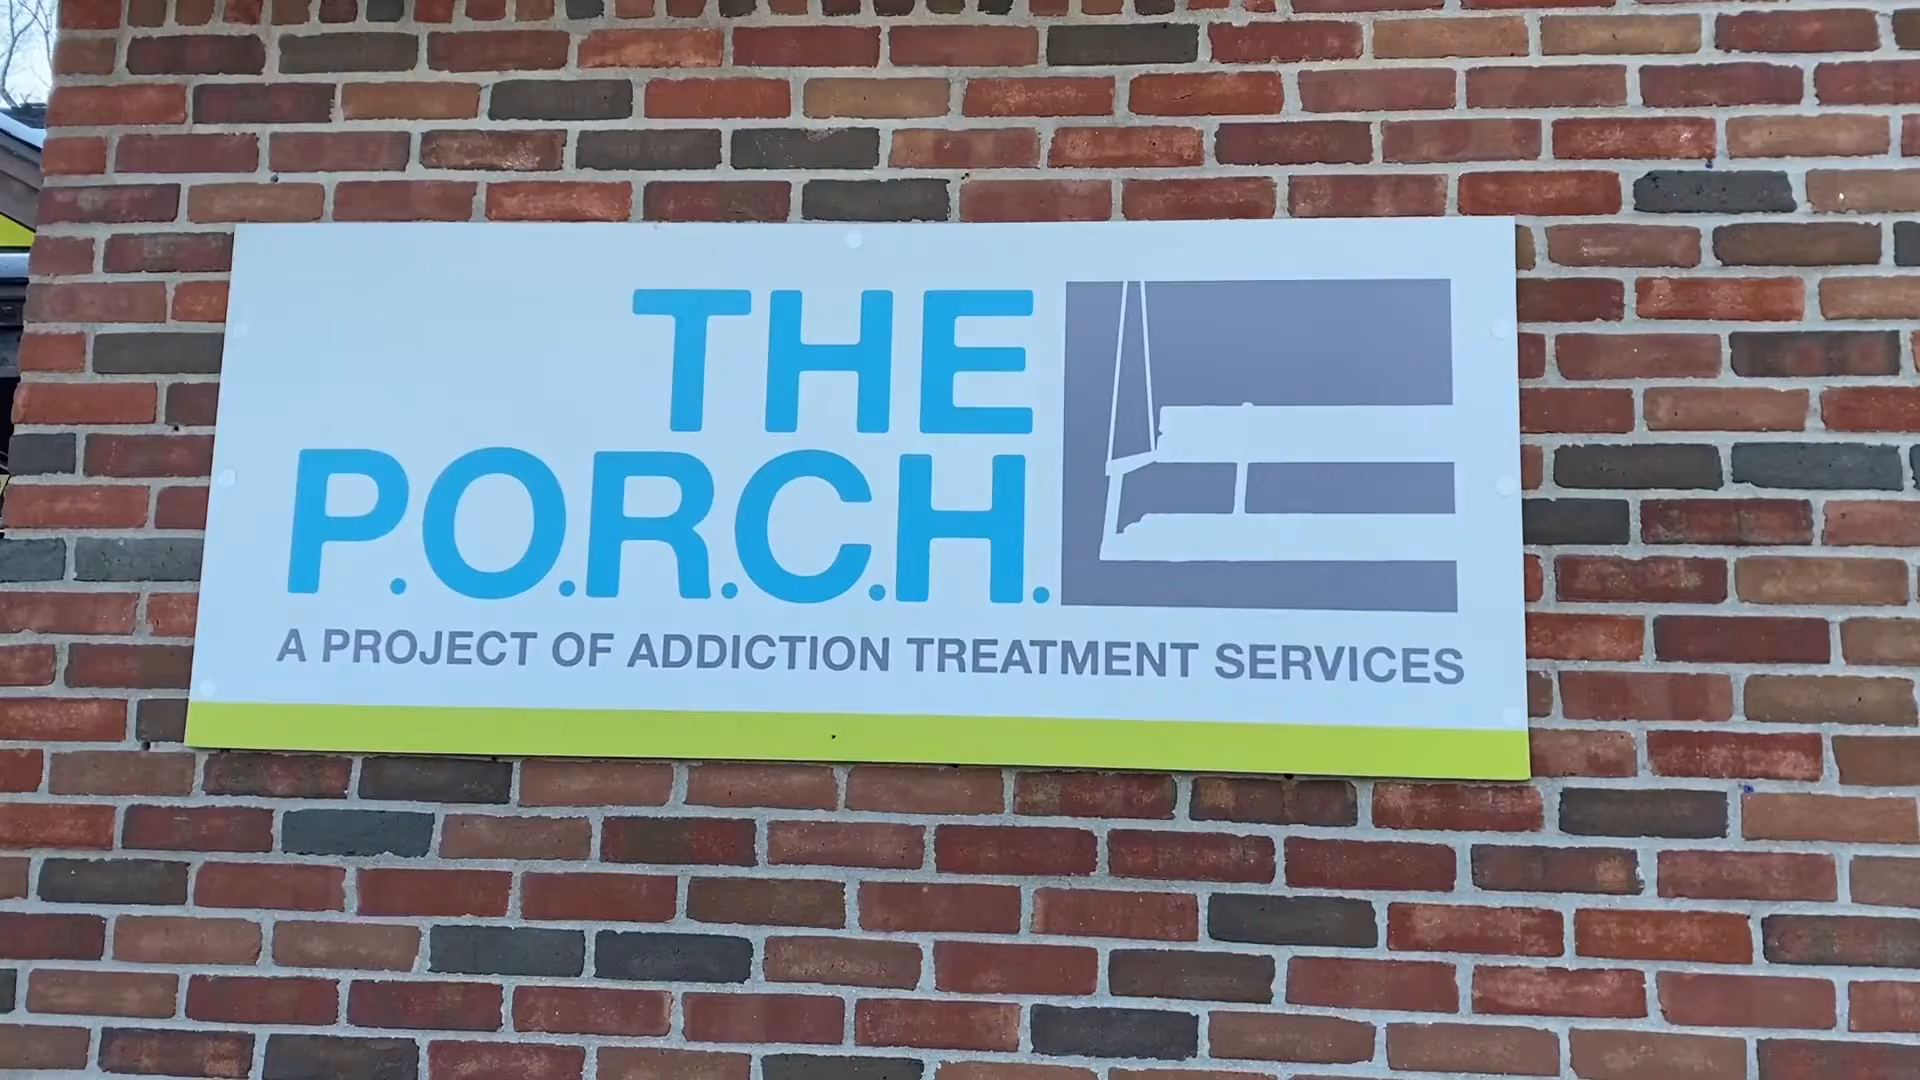 THE
P.O.R.C.H.
A PROJECT OF ADDICTION TREATMENT SERVICES